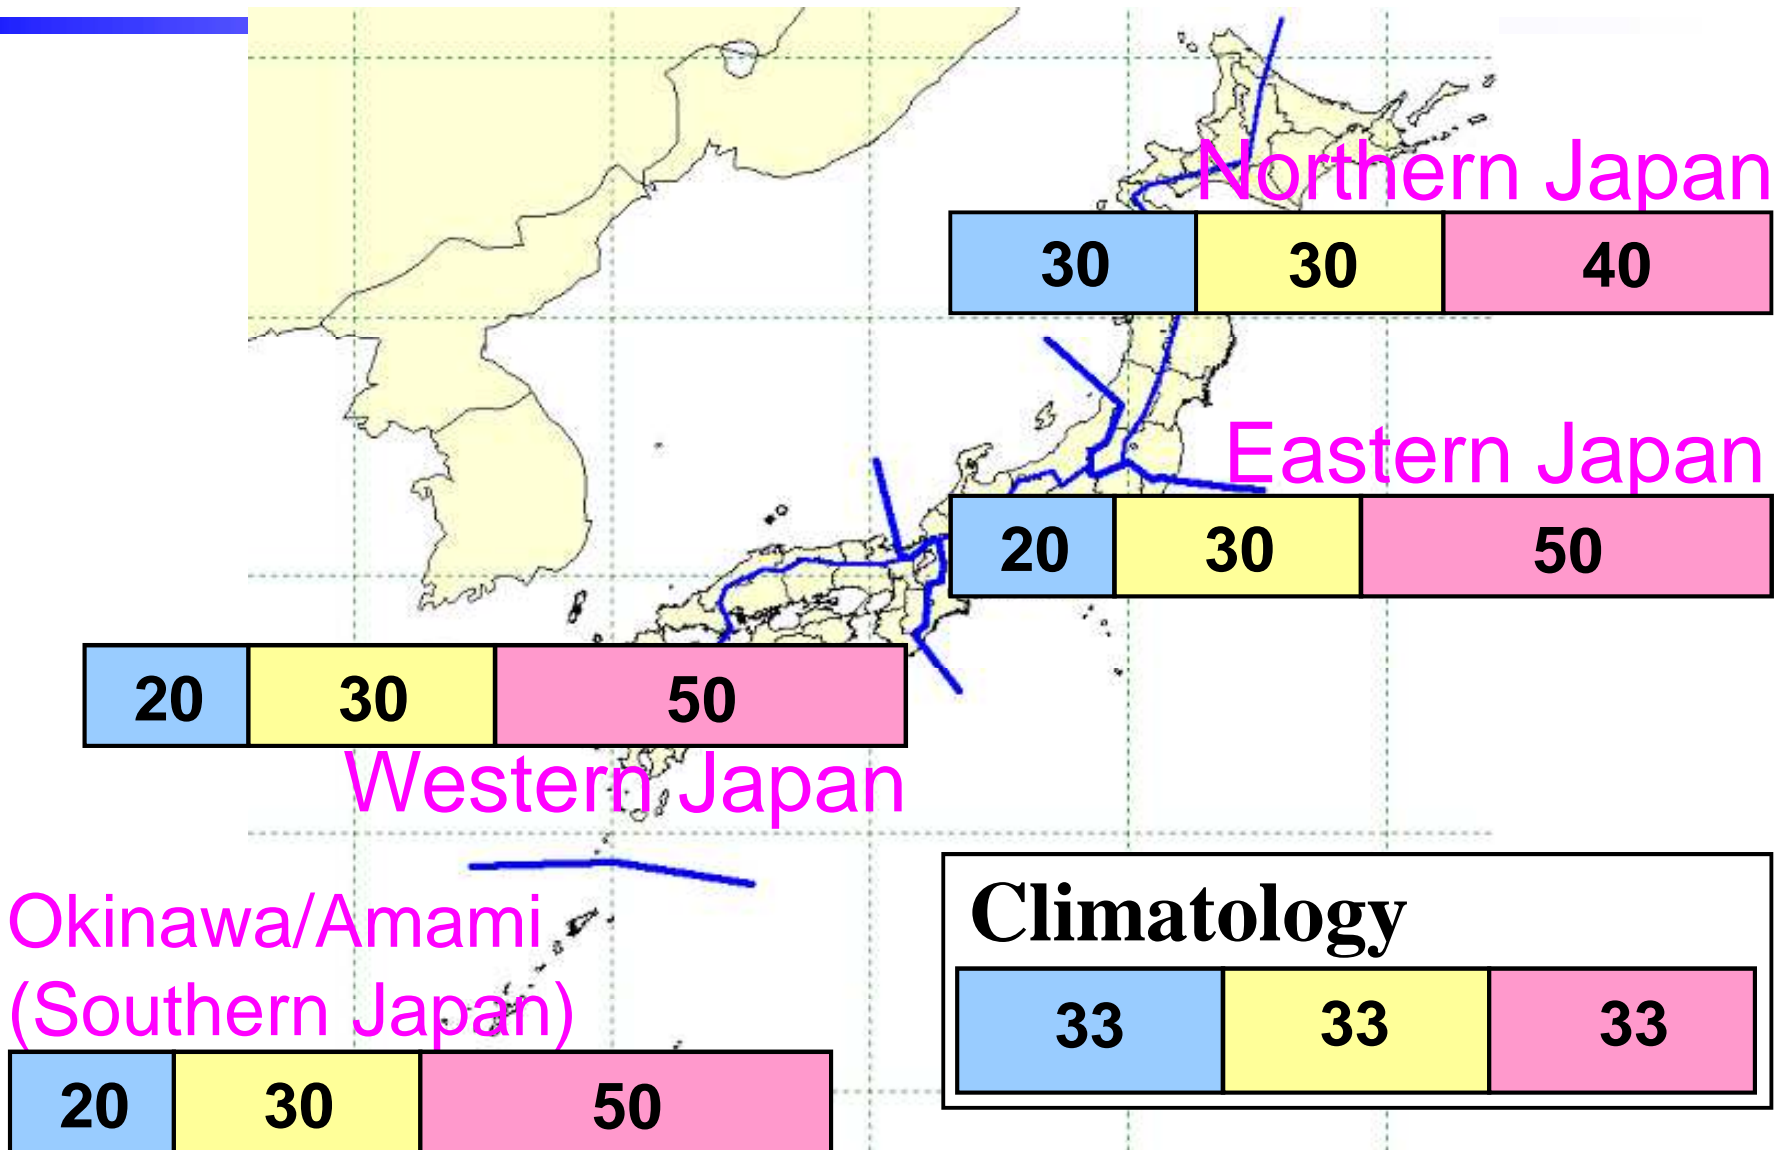 Northern Japan
30 30 40
Eastern Japan
20 30 50
20 30 50
Western Japan
Okinawa/Amami
(Southern Japan)
20 30 50
Climatology
33 33 33